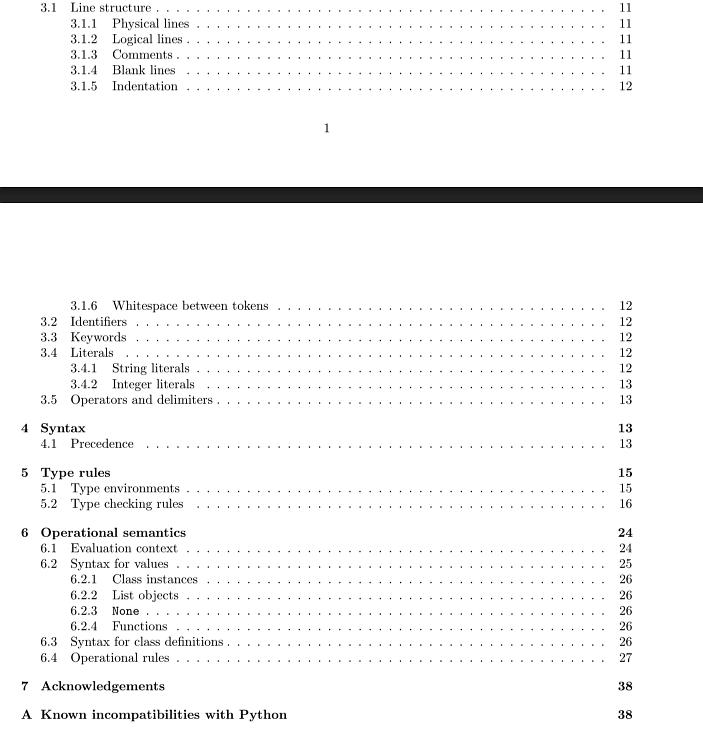 3.1 Line structure . . . . . . . . . . . . . . . . . . . . . . . . . . . . . . . . . . . . . . . . . . . 11
3.1.1 Physical lines . . . . . . . . . . . . . . . . . . . . . . . . . . . . . . . . . . . . . . . 11
3.1.2 Logical lines . . . . . . . . . . . . . . . . . . . . . . . . . . . . . . . . . . . . . . . . 11
3.1.3 Comments . . . . . . . . . . . . . . . . . . . . . . . . . . . . . . . . . . . . . . . . . 11
3.1.4 Blank lines . . . . . . . . . . . . . . . . . . . . . . . . . . . . . . . . . . . . . . . . 11
3.1.5 Indentation . . . . . . . . . . . . . . . . . . . . . . . . . . . . . . . . . . . . . . . . 12
1
3.1.6 Whitespace between tokens . . . . . . . . . . . . . . . . . . . . . . . . . . . . . . . 12
3.2 Identifiers . . . . . . . . . . . . . . . . . . . . . . . . . . . . . . . . . . . . . . . . . . . . . 12
3.3 Keywords . . . . . . . . . . . . . . . . . . . . . . . . . . . . . . . . . . . . . . . . . . . . . 12
3.4 Literals . . . . . . . . . . . . . . . . . . . . . . . . . . . . . . . . . . . . . . . . . . . . . . 12
3.4.1 String literals . . . . . . . . . . . . . . . . . . . . . . . . . . . . . . . . . . . . . . . 12
3.4.2 Integer literals . . . . . . . . . . . . . . . . . . . . . . . . . . . . . . . . . . . . . . 13
3.5 Operators and delimiters . . . . . . . . . . . . . . . . . . . . . . . . . . . . . . . . . . . . . 13
4 Syntax 13
4.1 Precedence . . . . . . . . . . . . . . . . . . . . . . . . . . . . . . . . . . . . . . . . . . . . 13
5 Type rules 15
5.1 Type environments . . . . . . . . . . . . . . . . . . . . . . . . . . . . . . . . . . . . . . . . 15
5.2 Type checking rules . . . . . . . . . . . . . . . . . . . . . . . . . . . . . . . . . . . . . . . 16
6 Operational semantics 24
6.1 Evaluation context . . . . . . . . . . . . . . . . . . . . . . . . . . . . . . . . . . . . . . . . 24
6.2 Syntax for values . . . . . . . . . . . . . . . . . . . . . . . . . . . . . . . . . . . . . . . . . 25
6.2.1 Class instances . . . . . . . . . . . . . . . . . . . . . . . . . . . . . . . . . . . . . . 26
6.2.2 List objects . . . . . . . . . . . . . . . . . . . . . . . . . . . . . . . . . . . . . . . . 26
6.2.3 None . . . . . . . . . . . . . . . . . . . . . . . . . . . . . . . . . . . . . . . . . . . . 26
6.2.4 Functions . . . . . . . . . . . . . . . . . . . . . . . . . . . . . . . . . . . . . . . . . 26
6.3 Syntax for class definitions . . . . . . . . . . . . . . . . . . . . . . . . . . . . . . . . . . . . 26
6.4 Operational rules . . . . . . . . . . . . . . . . . . . . . . . . . . . . . . . . . . . . . . . . . 27
7 Acknowledgements 38
A Known incompatibilities with Python 38